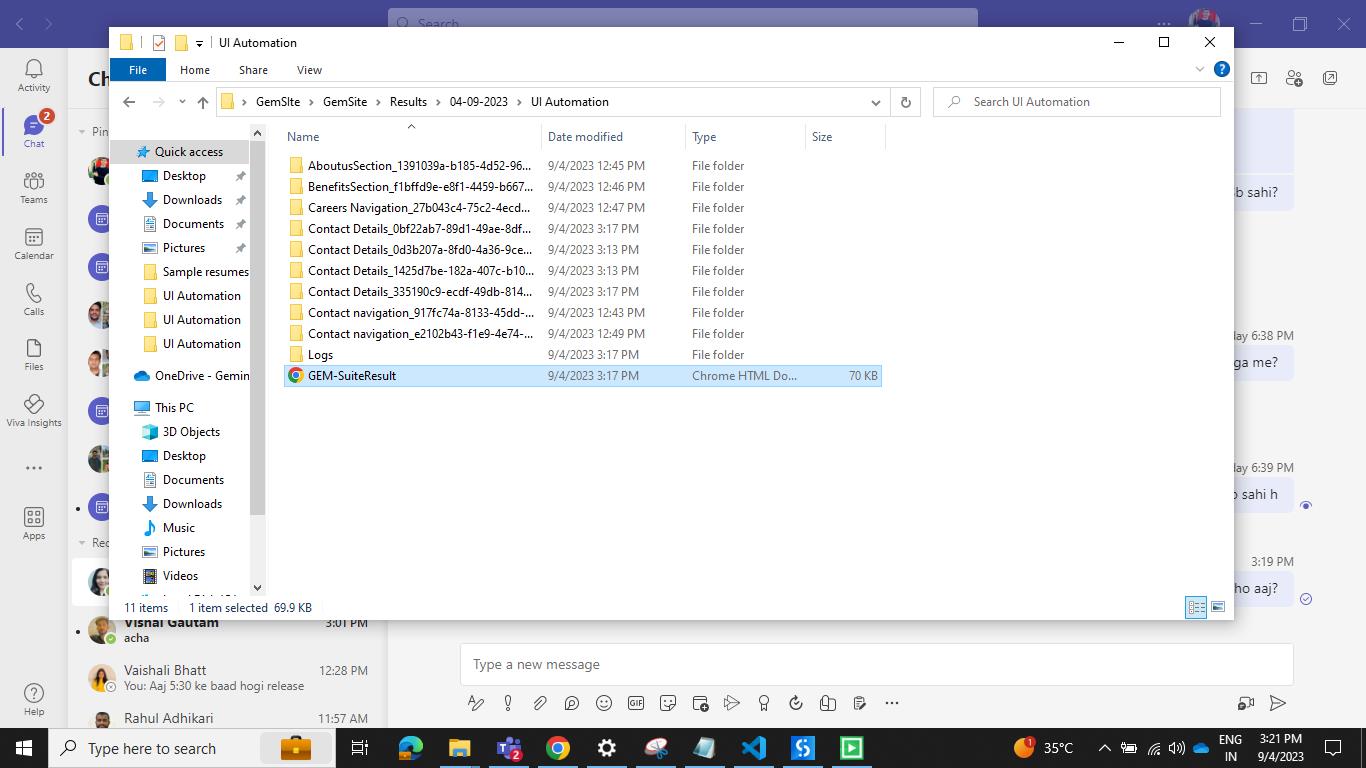 Search
UI Automation
File Home Share View
GemSIte GemSite Results 04-09-2023 UI Automation
Search UI Automation
Name Date modified Type Size
AboutusSection_1391039a-b185-4d52-96... 9/4/2023 12:45 PM File folder
BenefitsSection_f1bffd9e-e8f1-4459-b667... 9/4/2023 12:46 PM File folder
Careers Navigation_27b043c4-75c2-4ecd... 9/4/2023 12:47 PM File folder
Contact Details_0bf22ab7-89d1-49ae-8df... 9/4/2023 3:17 PM File folder
Contact Details_0d3b207a-8fd0-4a36-9ce... 9/4/2023 3:13 PM File folder
Contact Details_1425d7be-182a-407c-b10... 9/4/2023 3:13 PM File folder
Contact Details_335190c9-ecdf-49db-814... 9/4/2023 3:17 PM File folder
Contact navigation_917fc74a-8133-45dd-... 9/4/2023 12:43 PM File folder
Contact navigation_e2102b43-f1e9-4e74-... 9/4/2023 12:49 PM File folder
Logs 9/4/2023 3:17 PM File folder
GEM-SuiteResult 9/4/2023 3:17 PM Chrome HTML Do... 70 KB
Quick access
Desktop
Downloads
Documents
Pictures
Sample resumes
UI Automation
UI Automation
UI Automation
OneDrive - Gemin
This PC
3D Objects
Desktop
Documents
Downloads
Music
Pictures
Videos
11 items 1 item selected 69.9 KB
Activity
2
Chat
Teams
Calendar
Calls
Files
Viva Insights
Apps
Help
Ch
Pin
Rec
sahi?
day 6:38 PM
ga me?
day 6:39 PM
sahi h
3:19 PM
ho aaj?
Vishal Gautam 3:01 PM
acha
Vaishali Bhatt 12:28 PM
You: Aaj 5:30 ke baad hogi release
Rahul Adhikari 11:57 AM
Type a new message
GIF
Type here to search
2
1
35°C
ENG
IN
3:21 PM
9/4/2023